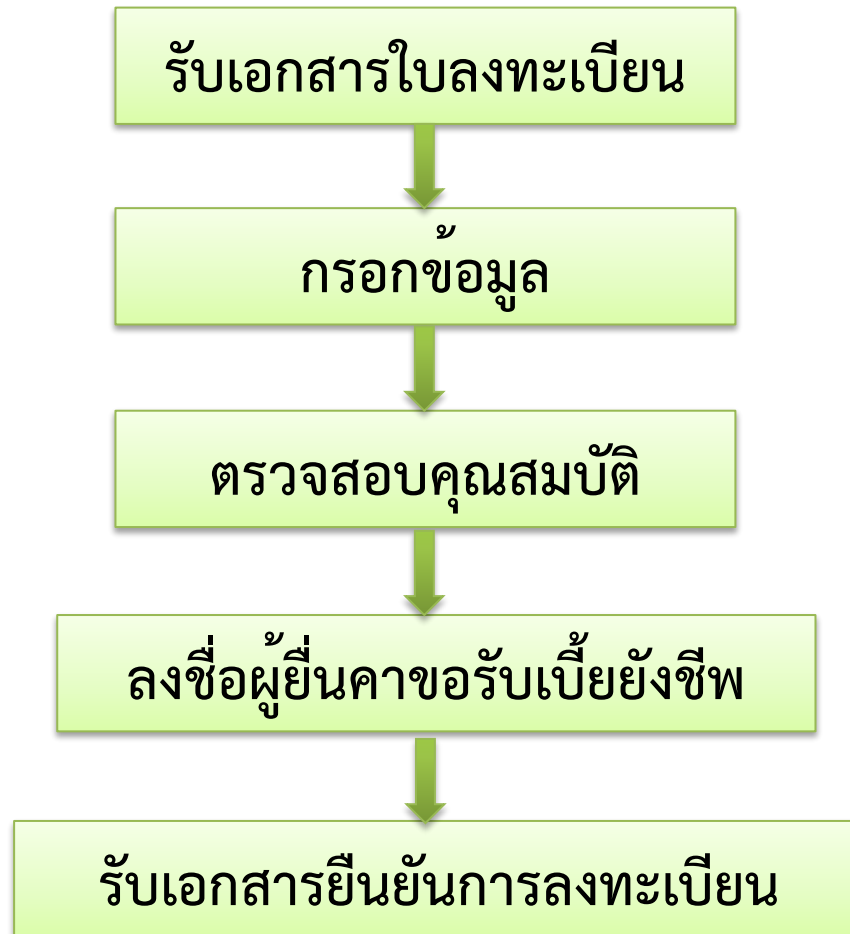 รับเอกสารใบลงทะเบียน
กรอกข้อมูล
ตรวจสอบคุณสมบัติ
ลงชื่อผู้ยื่นคาขอรับเบี้ยยังชีพ
รับเอกสารยืนยันการลงทะเบียน